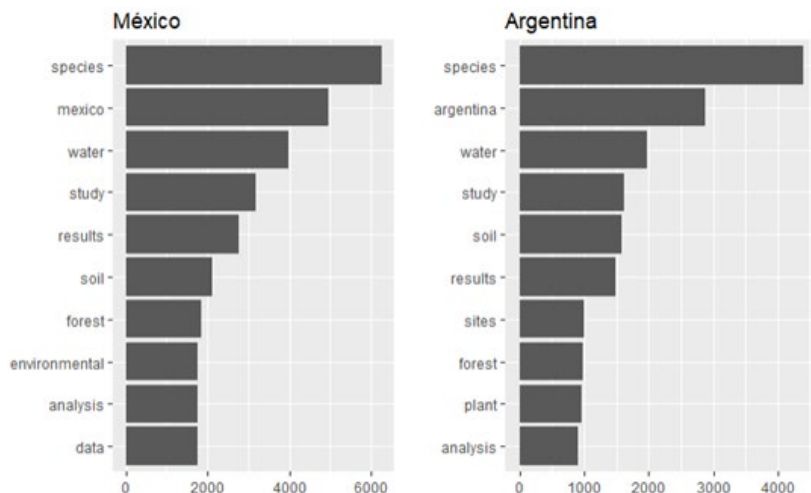 México
species
mexico
water
study
results
soil
forest
environmental
analysis
data
0 2000 4000 6000
Argentina
species
argentina
water
study
soil
results
sites
forest
plant
analysis
0 1000 2000 3000 4000